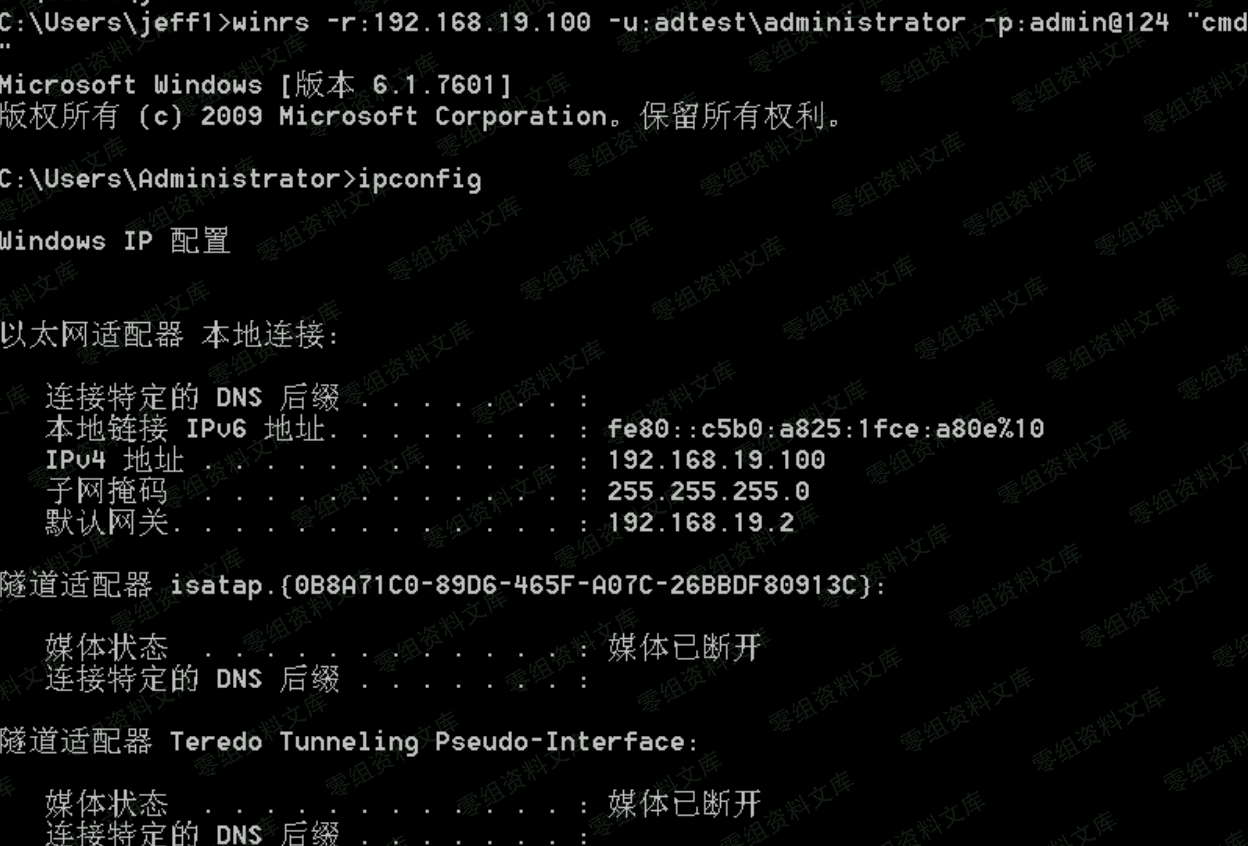 C:\Users\jeff1>winrs -r:192.168.19.100 -u:adtest\administrator -p:admin@124 "cmd
"
Microsoft Windows [版本 6.1.7601]
版权所有 (c) 2009 Microsoft Corporation。保留所有权利。
C:\Users\Administrator>ipconfig
Windows IP 配置
以太网适配器 本地连接:
连接特定的 DNS 后缀 . . . . . . . :
本地链接 IPv6 地址. . . . . . . . : fe80::c5b0:a825:1fce:a80e%10
IPv4 地址 . . . . . . . . . . . . : 192.168.19.100
子网掩码  . . . . . . . . . . . . : 255.255.255.0
默认网关. . . . . . . . . . . . . : 192.168.19.2
隧道适配器 isatap.{0B8A71C0-89D6-465F-A07C-26BBDF80913C}:
媒体状态  . . . . . . . . . . . . : 媒体已断开
连接特定的 DNS 后缀 . . . . . . . :
隧道适配器 Teredo Tunneling Pseudo-Interface:
媒体状态  . . . . . . . . . . . . : 媒体已断开
连接特定的 DNS 后缀 . . . . . . . :
零组资料文库